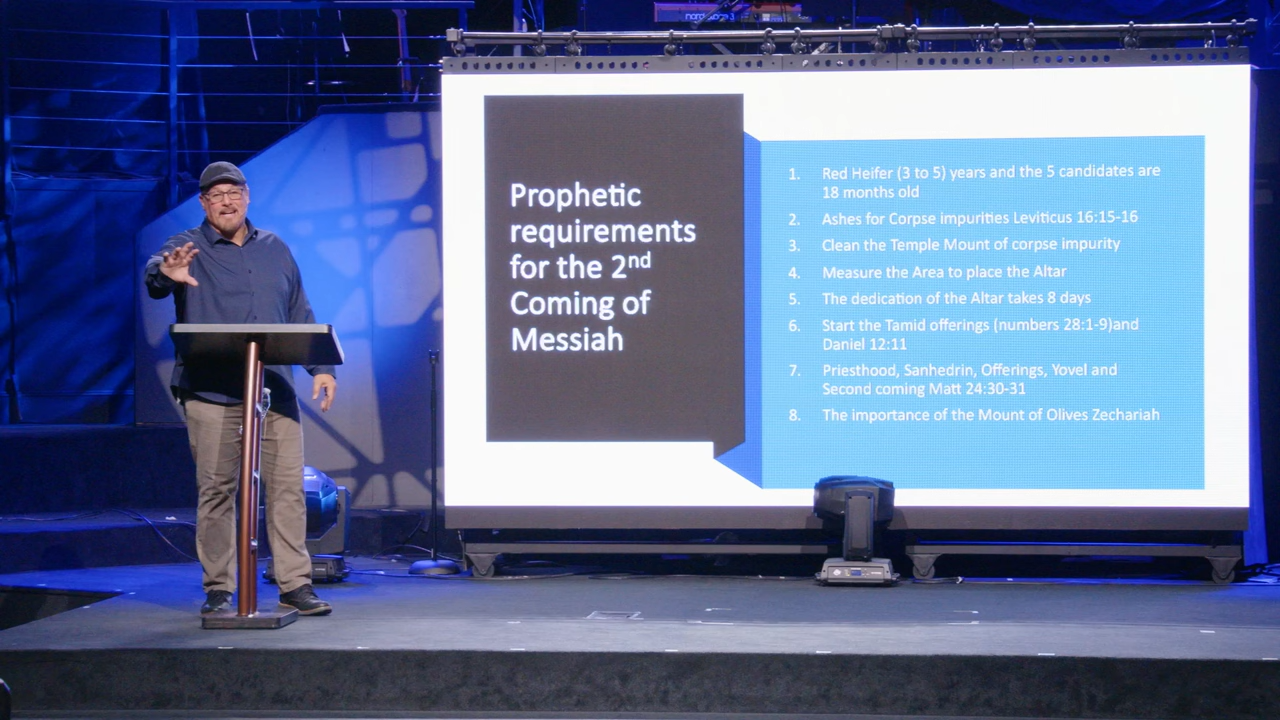 Prophetic
requirements
for the 2nd
Coming of
Messiah
1. Red Heifer (3 to 5) years and the 5 candidates are
18 months old
2. Ashes for Corpse impurities Leviticus 16:15-16
3. Clean the Temple Mount of corpse impurity
4. Measure the Area to place the Altar
5. The dedication of the Altar takes 8 days
6. Start the Tamid offerings (numbers 28:1-9)and
Daniel 12:11
7. Priesthood, Sanhedrin, Offerings, Yovel and
Second coming Matt 24:30-31
8. The importance of the Mount of Olives Zechariah